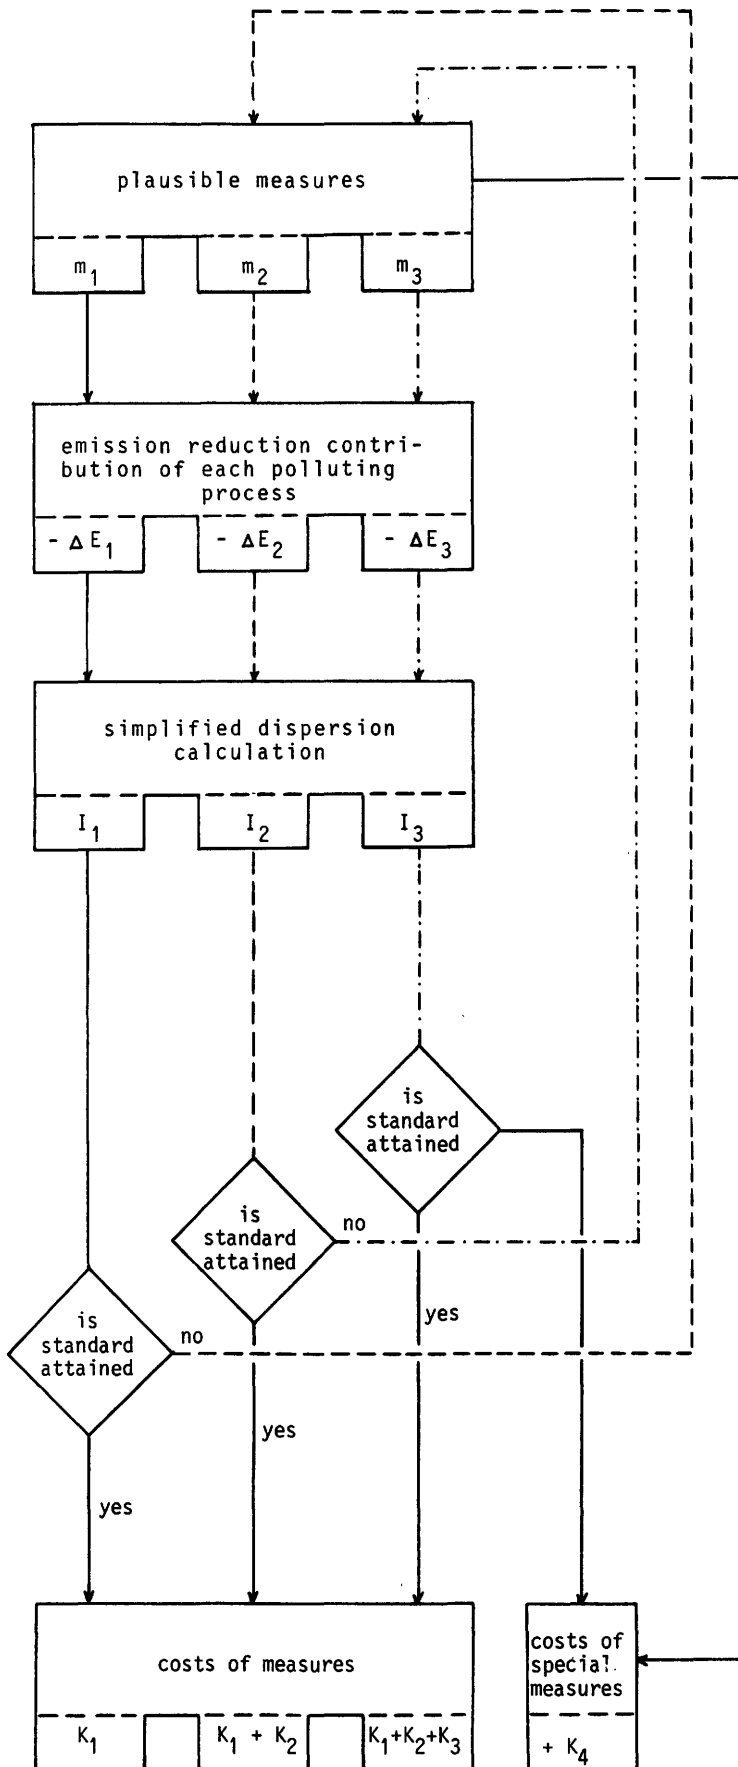 plausible measures
m1
m2
m3
emission reduction contri-
bution of each polluting
process
- ΔE1
- ΔE2
- ΔE3
simplified dispersion
calculation
I1
I2
I3
is
standard
attained
is
standard
attained
no
yes
is
standard
attained
no
yes
yes
costs of measures
K1
K1 + K2
K1+K2+K3
costs of
special
measures
+ K4